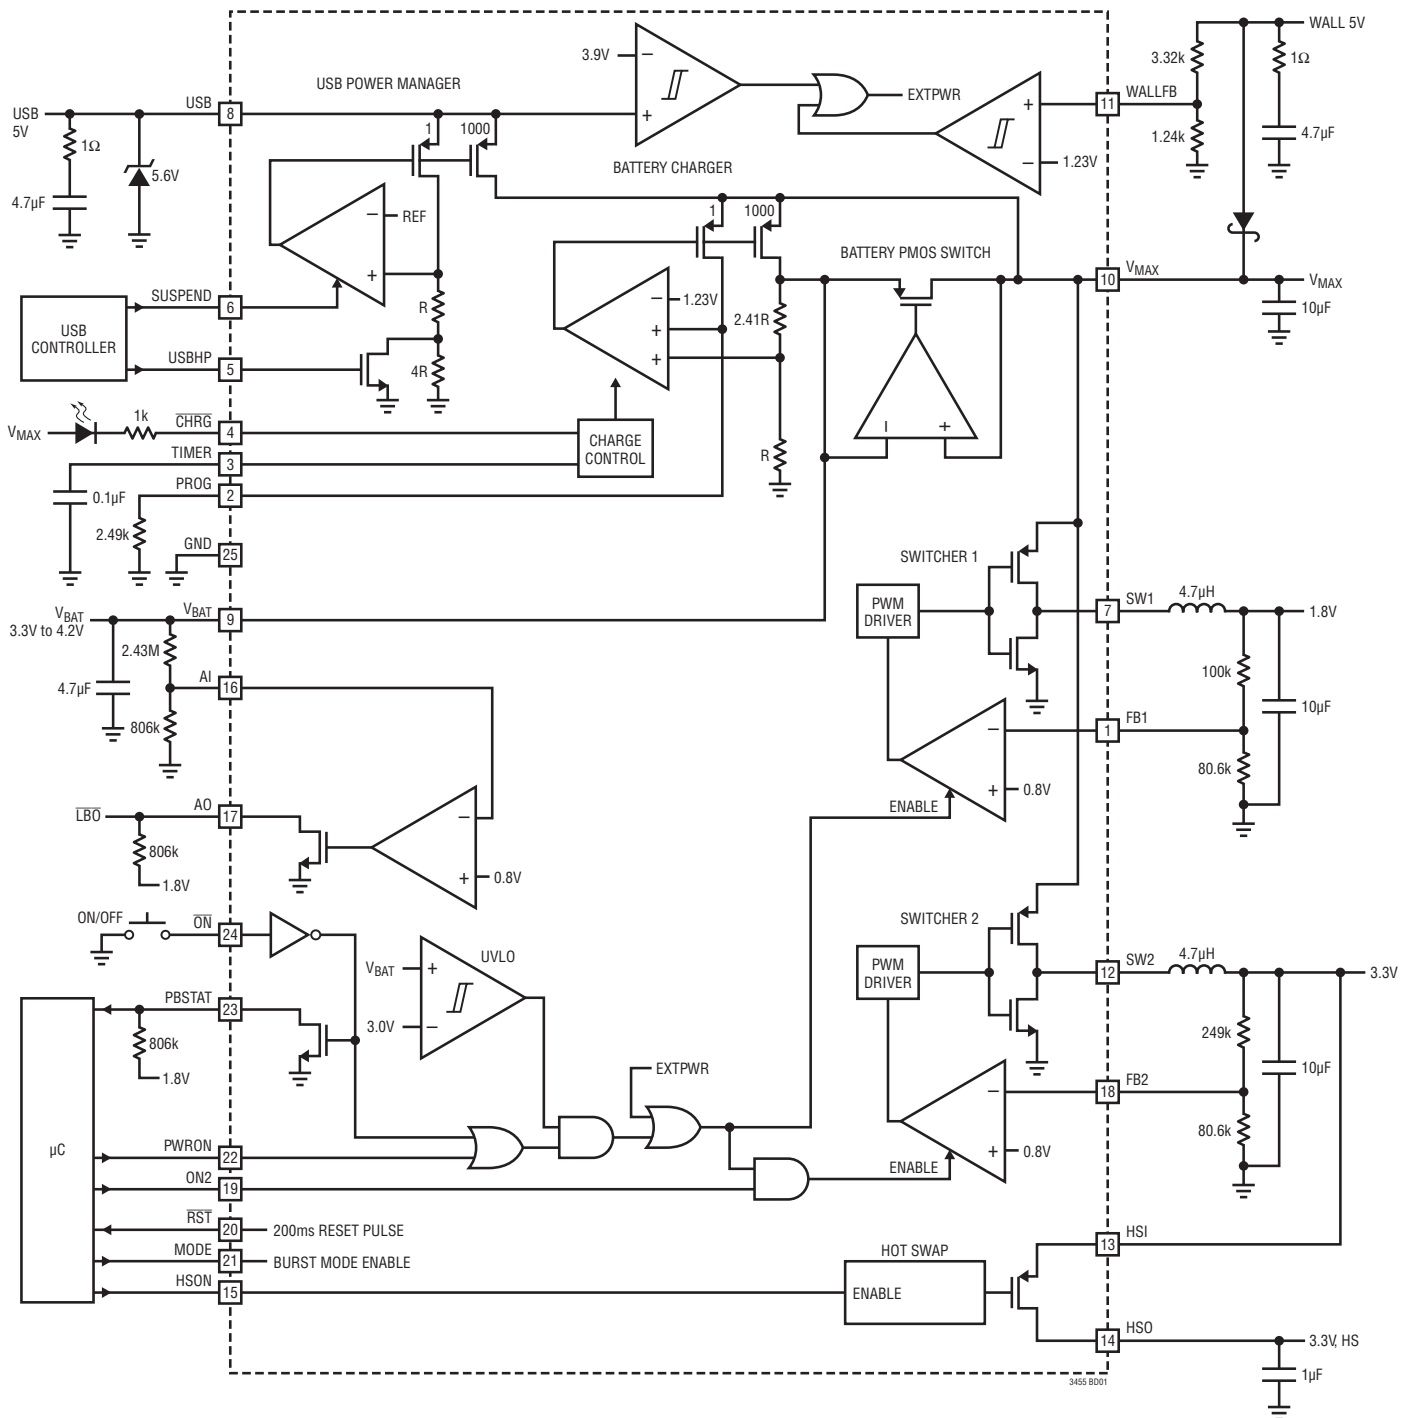 WALL 5V
3.9V
−
3.32k
1Ω
USB POWER MANAGER
EXTPWR
+
11
WALLFB
USB
8
+
USB
5V
1
1000
1.24k
4.7µF
1Ω
−
1.23V
BATTERY CHARGER
5.6V
4.7µF
−
REF
1
1000
BATTERY PMOS SWITCH
+
10
VMAX
VMAX
SUSPEND
6
−
1.23V
10µF
USB
CONTROLLER
R
+
2.41R
USBHP
5
+
4R
VMAX
1k
CHRG
4
CHARGE
CONTROL
−
+
TIMER
3
R
PROG
2
0.1µF
2.49k
GND
25
SWITCHER 1
VBAT
3.3V to 4.2V
VBAT
9
PWM
DRIVER
7
SW1
4.7µH
1.8V
2.43M
AI
16
4.7µF
806k
100k
10µF
−
1
FB1
80.6k
+
0.8V
ENABLE
LBO
AO
17
−
806k
1.8V
+
0.8V
ON/OFF
ON
24
SWITCHER 2
UVLO
VBAT
+
PWM
DRIVER
12
SW2
4.7µH
3.3V
PBSTAT
23
3.0V
−
806k
1.8V
249k
10µF
EXTPWR
−
18
FB2
80.6k
µC
PWRON
22
+
0.8V
ENABLE
ON2
19
RST
20
200ms RESET PULSE
MODE
21
BURST MODE ENABLE
HSON
15
HOT SWAP
ENABLE
13
HSI
14
HSO
3.3V, HS
1µF
3455 BD01